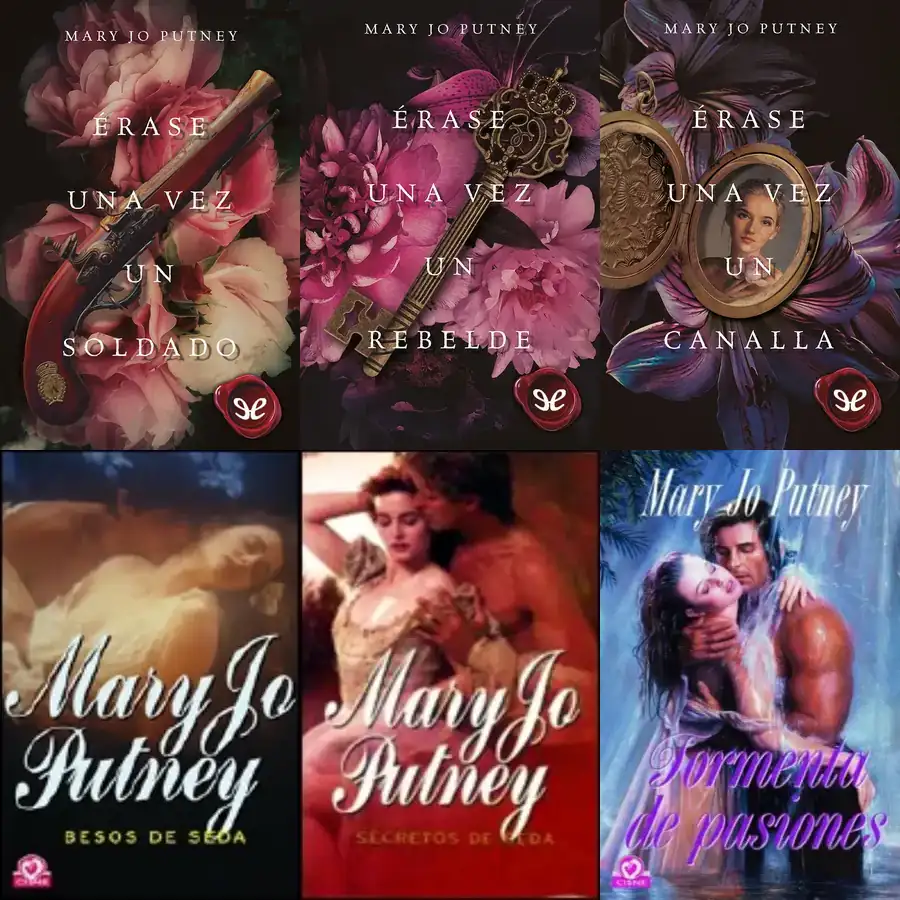 MARY JO PUTNEY
ÉRASE
UNA VEZ
UN
SOLDADO
MARY JO PUTNEY
ÉRASE
UNA VEZ
UN
REBELDE
MARY JO PUTNEY
ÉRASE
UNA VEZ
UN
CANALLA
Mary Jo
Putney
BESOS DE SEDA
CISNE
Mary Jo
Putney
SECRETOS DE SEDA
Mary Jo Putney
Tormenta
de pasiones
CISNE